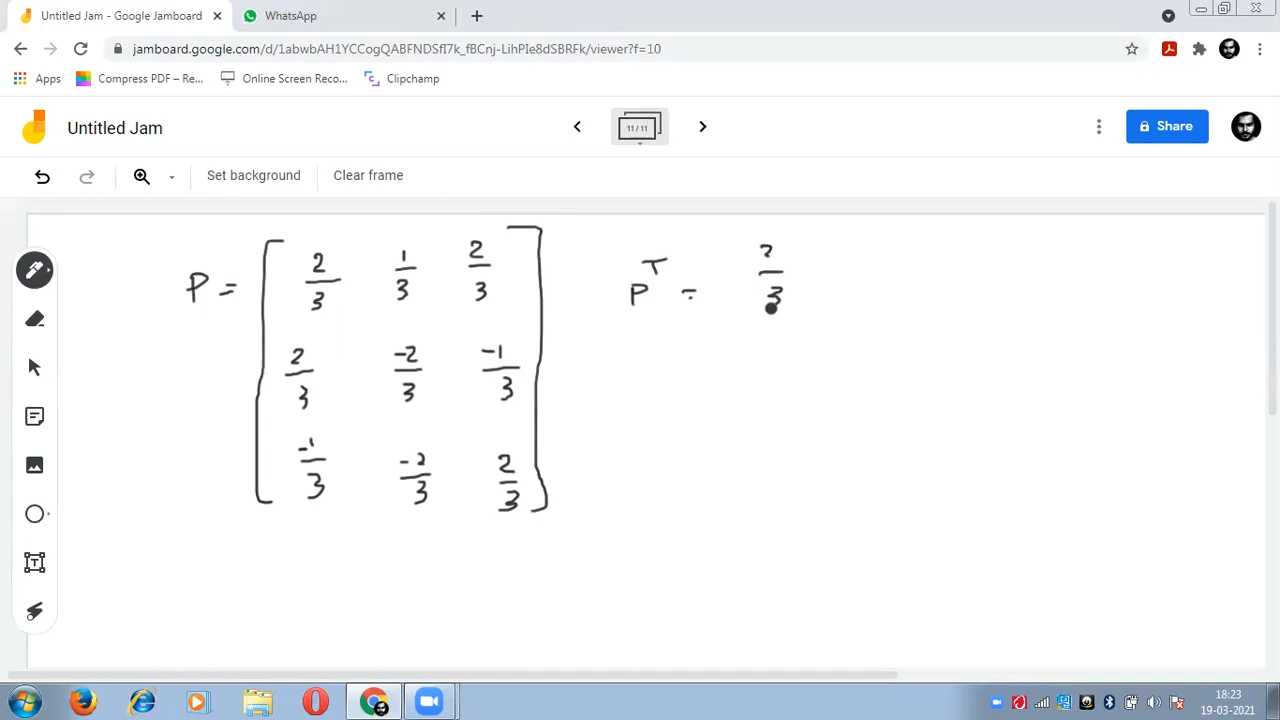 Untitled Jam - Google Jamboard
WhatsApp
jamboard.google.com/d/1abwbAH1YCCogQABFNDSfI7k_fBCnj-LihPIe8dSBRFk/viewer?f=10
Apps
Compress PDF – Re...
Online Screen Reco...
Clipchamp
Untitled Jam
11 / 11
Share
Set background
Clear frame
P = [ 2/3 1/3 2/3
2/3 -2/3 -1/3
-1/3 -2/3 2/3 ]
P^T = 2/3
18:23
19-03-2021